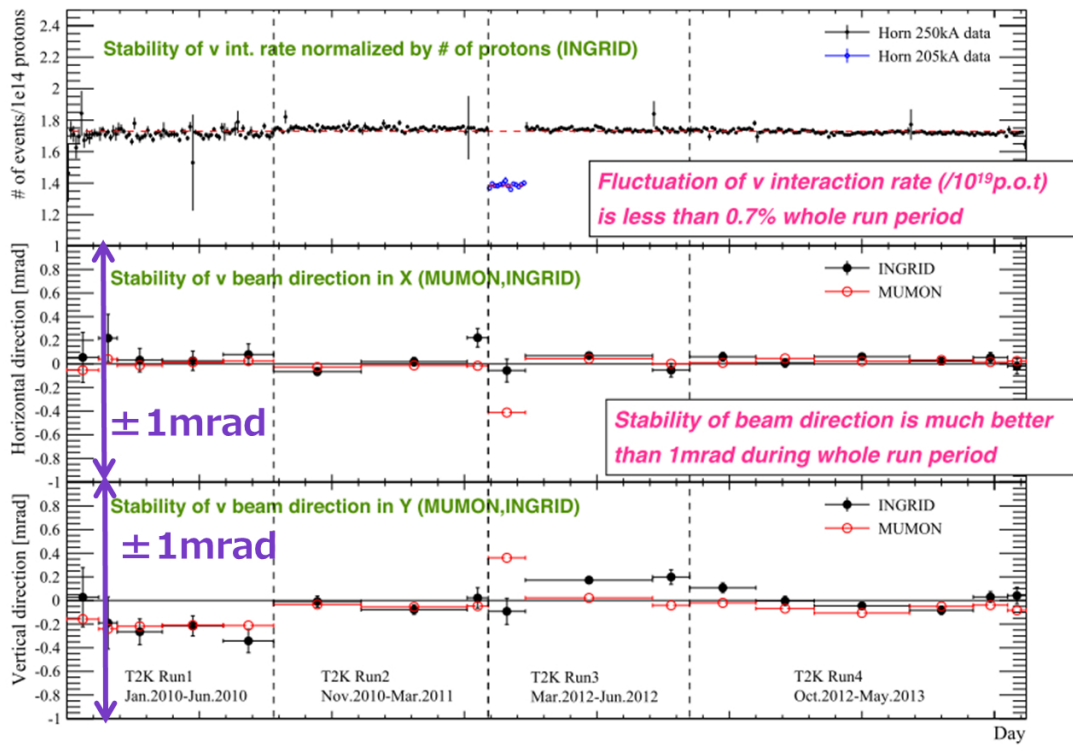 Stability of ν int. rate normalized by # of protons (INGRID)
Horn 250kA data
Horn 205kA data
# of events/1e14 protons
2.4
2.2
2
1.8
1.6
1.4
1.2
Fluctuation of ν interaction rate (/10¹⁹p.o.t)
is less than 0.7% whole run period
Stability of ν beam direction in X (MUMON,INGRID)
INGRID
MUMON
Horizontal direction [mrad]
1
0.8
0.6
0.4
0.2
0
-0.2
-0.4
-0.6
-0.8
-1
±1mrad
Stability of beam direction is much better
than 1mrad during whole run period
Stability of ν beam direction in Y (MUMON,INGRID)
INGRID
MUMON
Vertical direction [mrad]
0.8
0.6
0.4
0.2
0
-0.2
-0.4
-0.6
-0.8
-1
±1mrad
T2K Run1
Jan.2010-Jun.2010
T2K Run2
Nov.2010-Mar.2011
T2K Run3
Mar.2012-Jun.2012
T2K Run4
Oct.2012-May.2013
Day